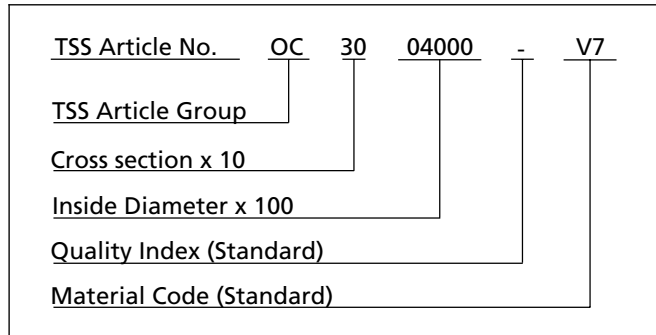 TSS Article No. OC 30 04000 - V7
TSS Article Group
Cross section x 10
Inside Diameter x 100
Quality Index (Standard)
Material Code (Standard)